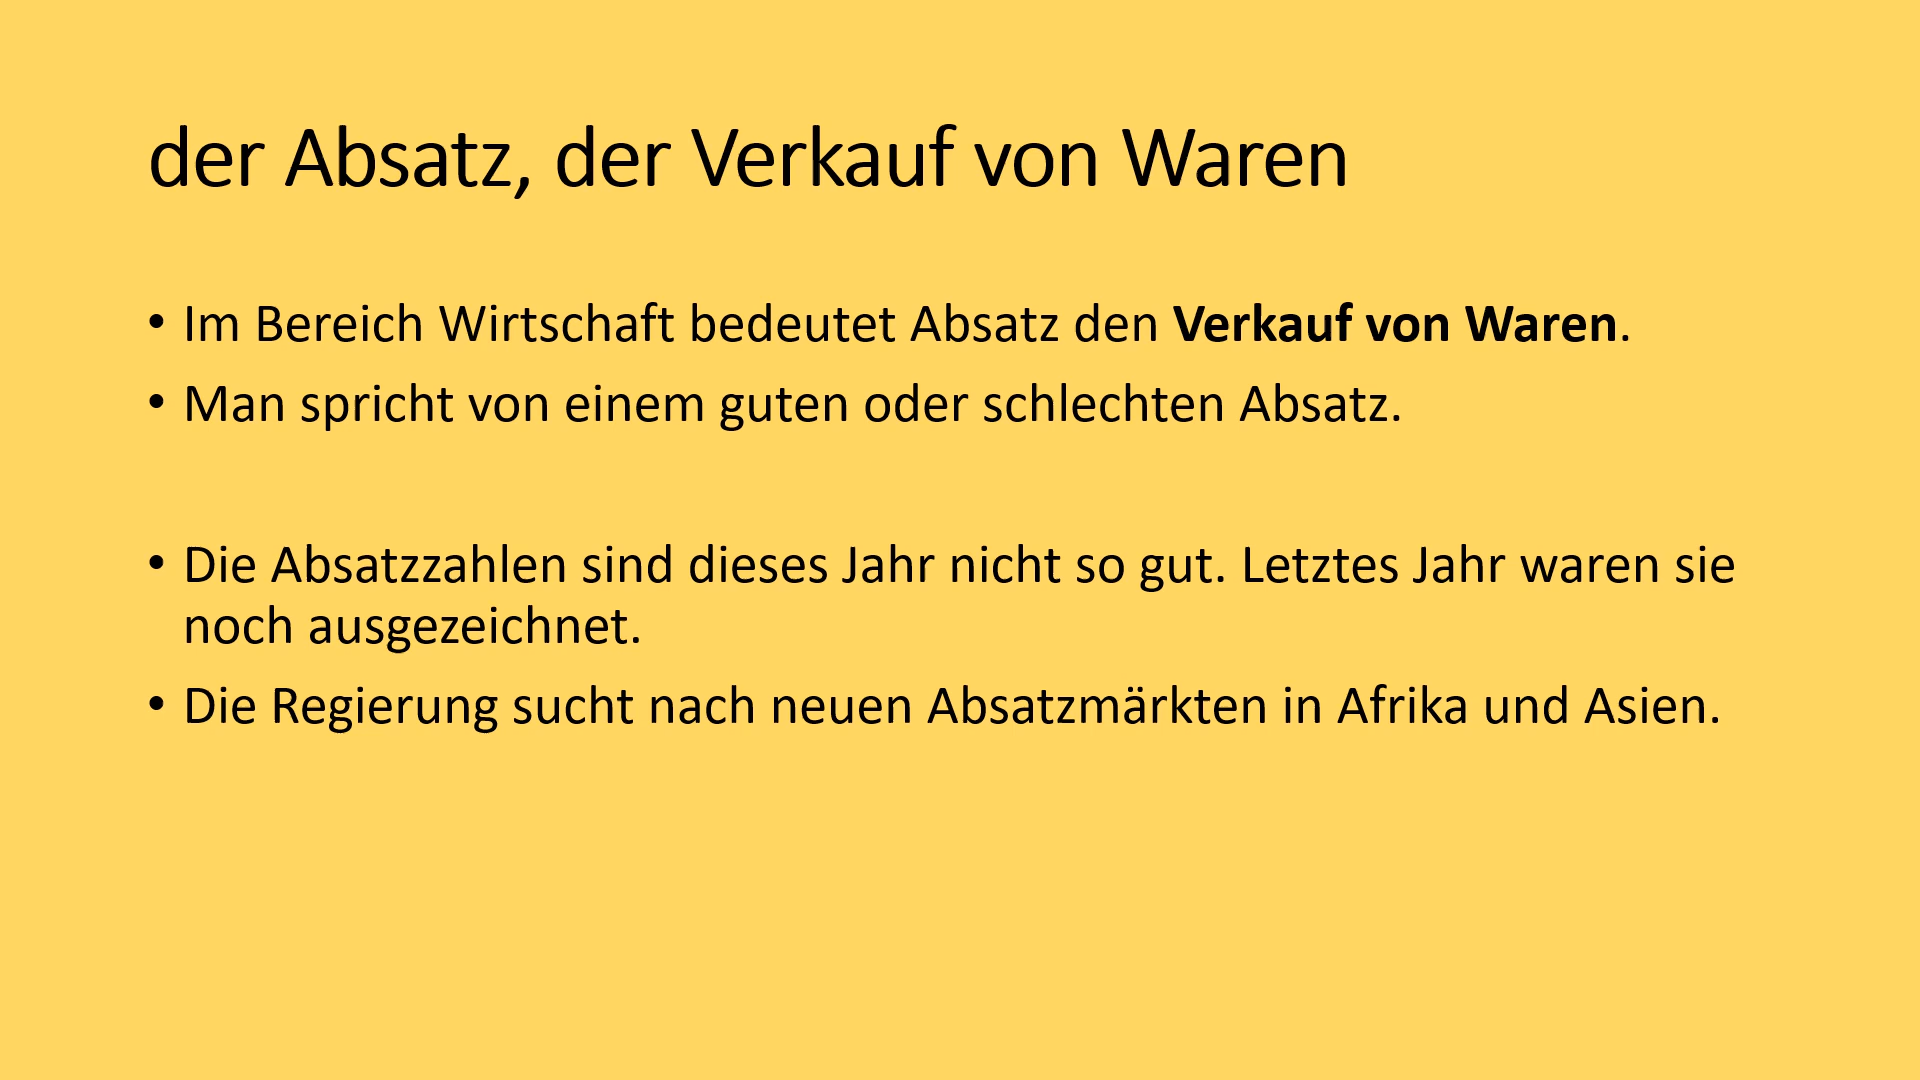 der Absatz, der Verkauf von Waren
• Im Bereich Wirtschaft bedeutet Absatz den Verkauf von Waren.
• Man spricht von einem guten oder schlechten Absatz.
• Die Absatzzahlen sind dieses Jahr nicht so gut. Letztes Jahr waren sie
noch ausgezeichnet.
• Die Regierung sucht nach neuen Absatzmärkten in Afrika und Asien.